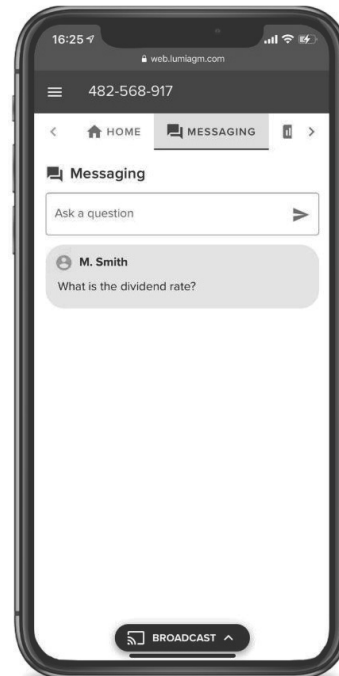 16:25
web.lumiagm.com
482-568-917
HOME
MESSAGING
Messaging
Ask a question
M. Smith
What is the dividend rate?
BROADCAST